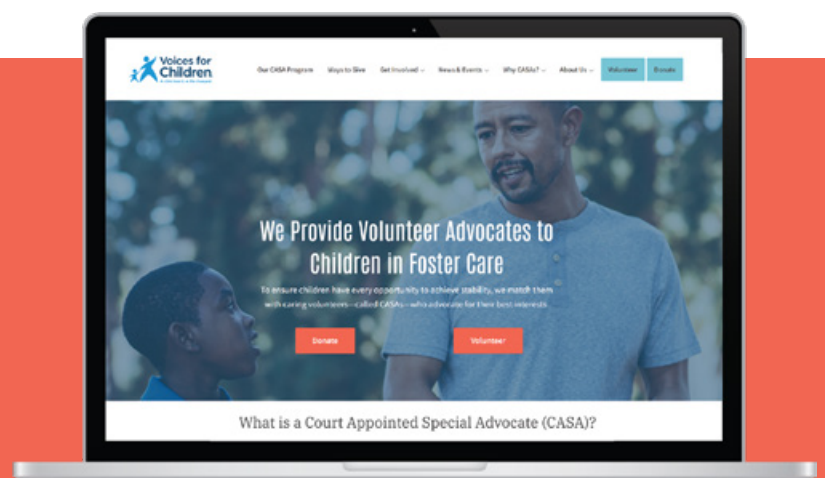 Voices for
Children
Our CASA Program Ways to Give Get Involved News & Events Why CASAs? About Us Volunteer Donate
We Provide Volunteer Advocates to
Children in Foster Care
To ensure children have every opportunity to achieve stability, we match them
with caring volunteers—called CASAs—who advocate for their best interests.
Donate Volunteer
What is a Court Appointed Special Advocate (CASA)?